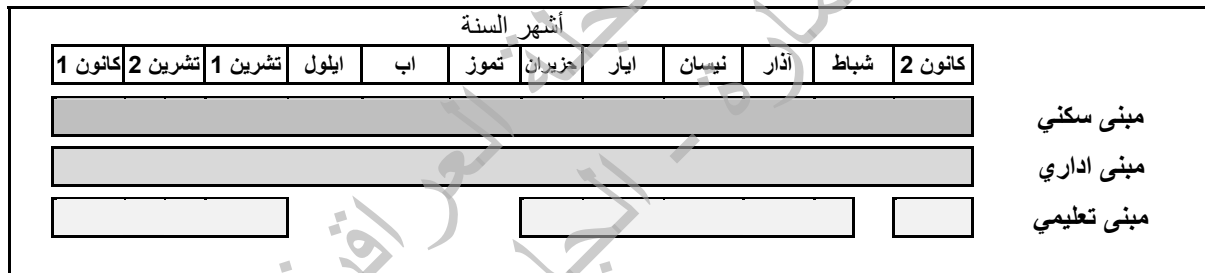 أشهر السنة
كانون 2 شباط آذار نيسان ايار حزيران تموز اب ايلول تشرين 1 تشرين 2 كانون 1
مبنى سكني
مبنى اداري
مبنى تعليمي